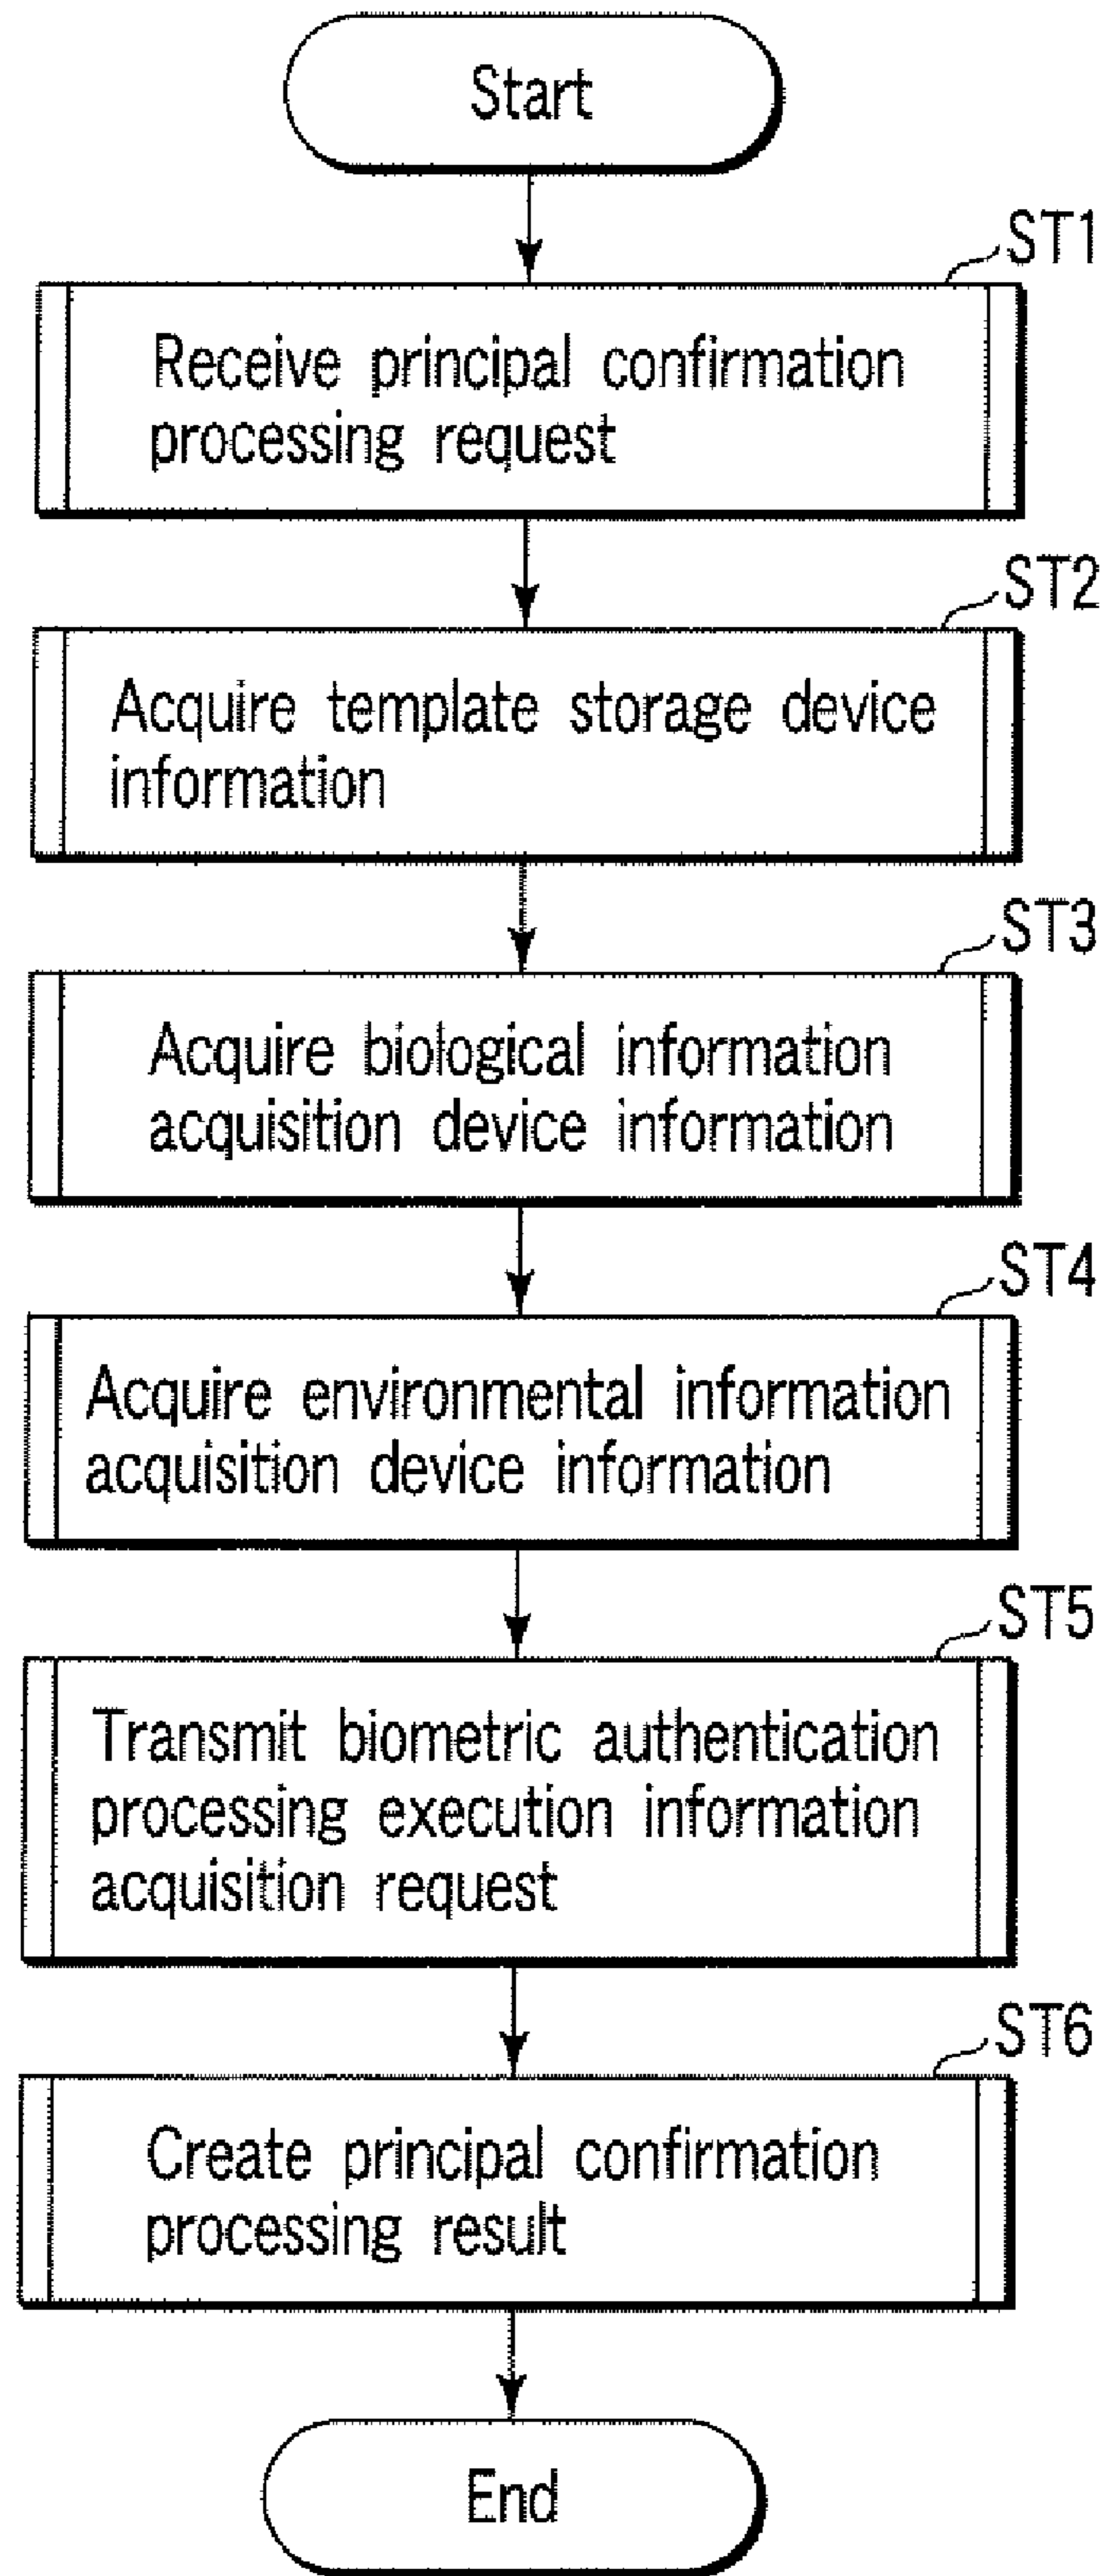 Start
ST1
Receive principal confirmation
processing request
ST2
Acquire template storage device
information
ST3
Acquire biological information
acquisition device information
ST4
Acquire environmental information
acquisition device information
ST5
Transmit biometric authentication
processing execution information
acquisition request
ST6
Create principal confirmation
processing result
End